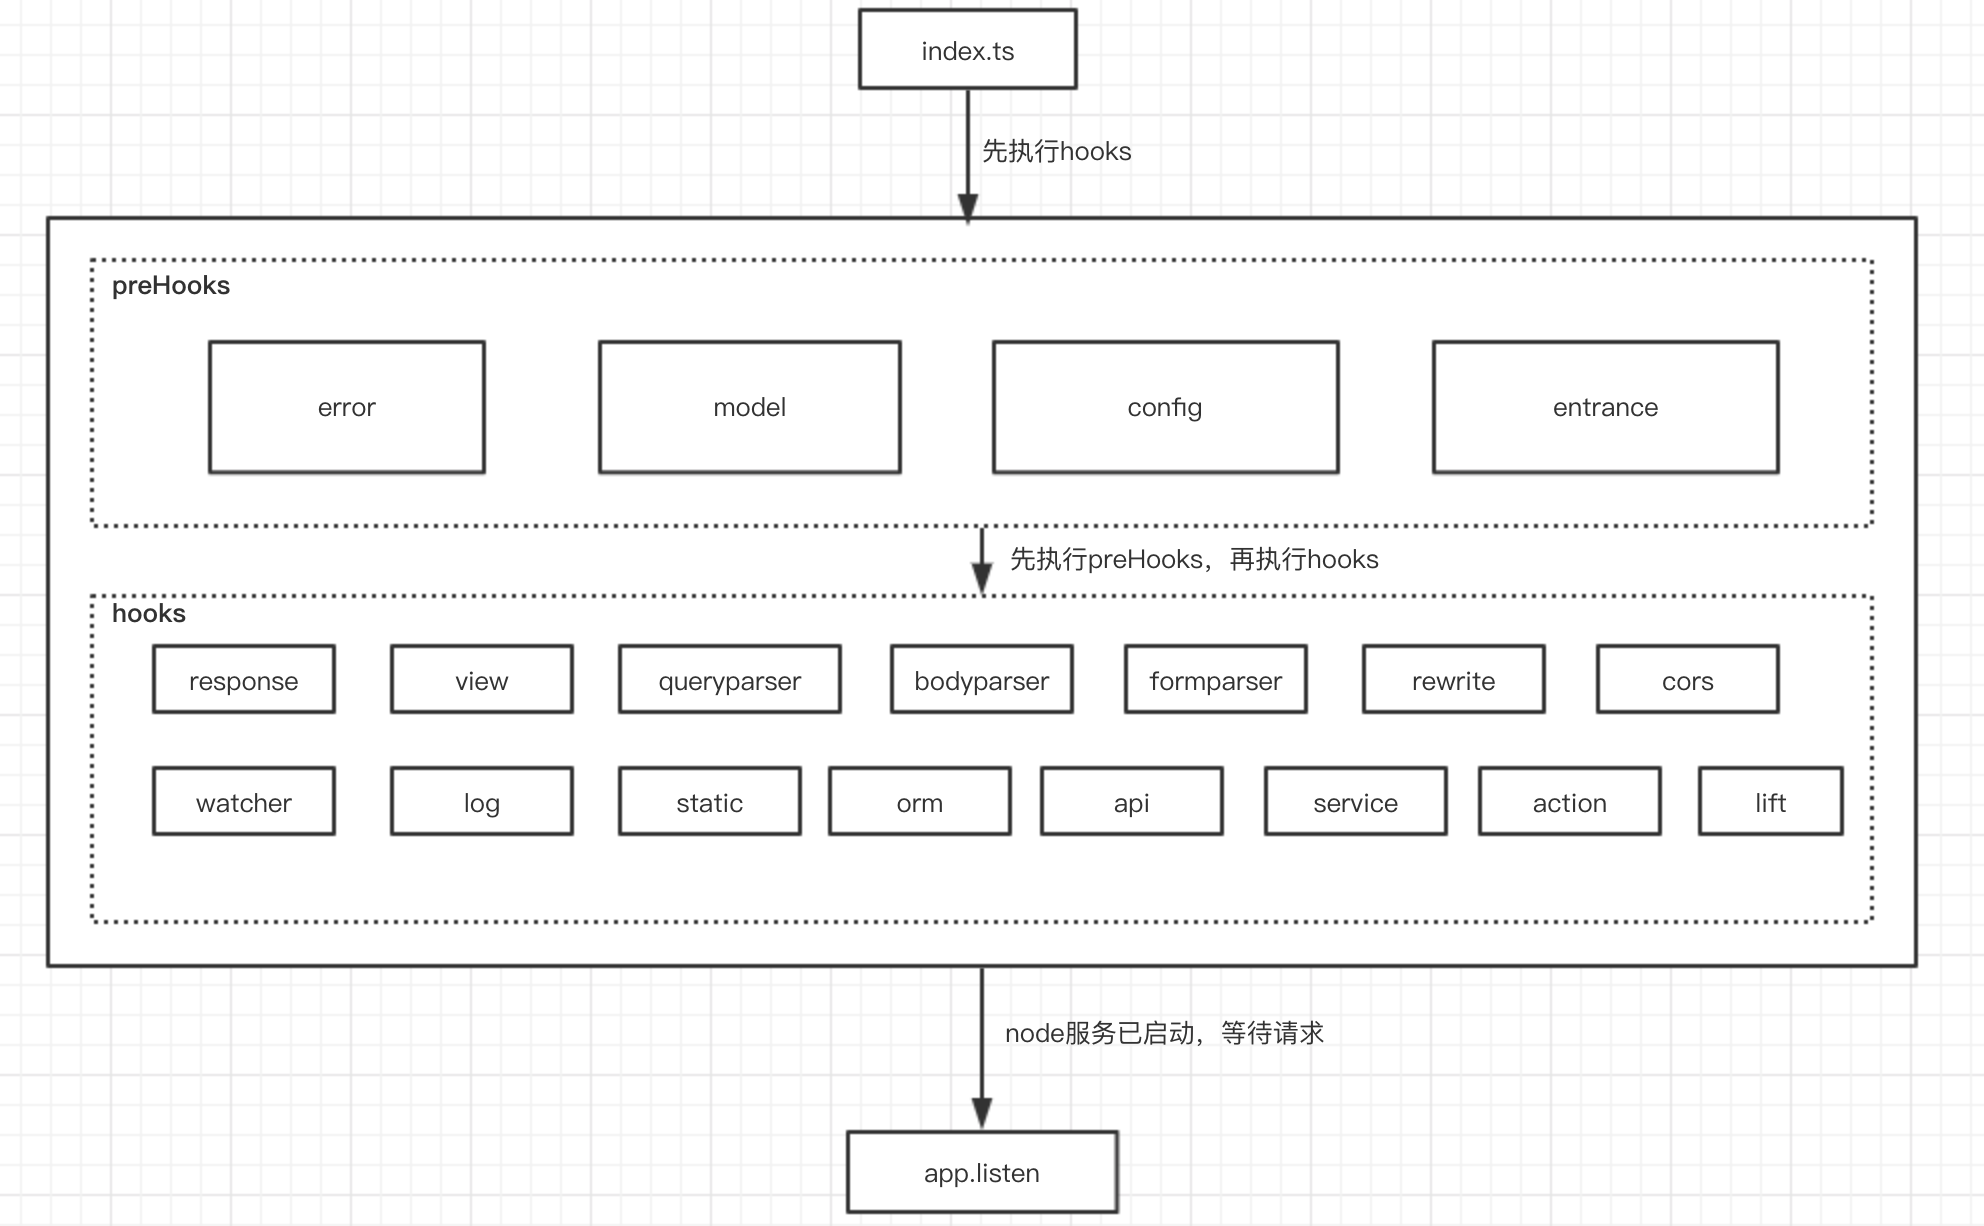 index.ts
先执行hooks
preHooks
error
model
config
entrance
先执行preHooks，再执行hooks
hooks
response
view
queryparser
bodyparser
formparser
rewrite
cors
watcher
log
static
orm
api
service
action
lift
node服务已启动，等待请求
app.listen